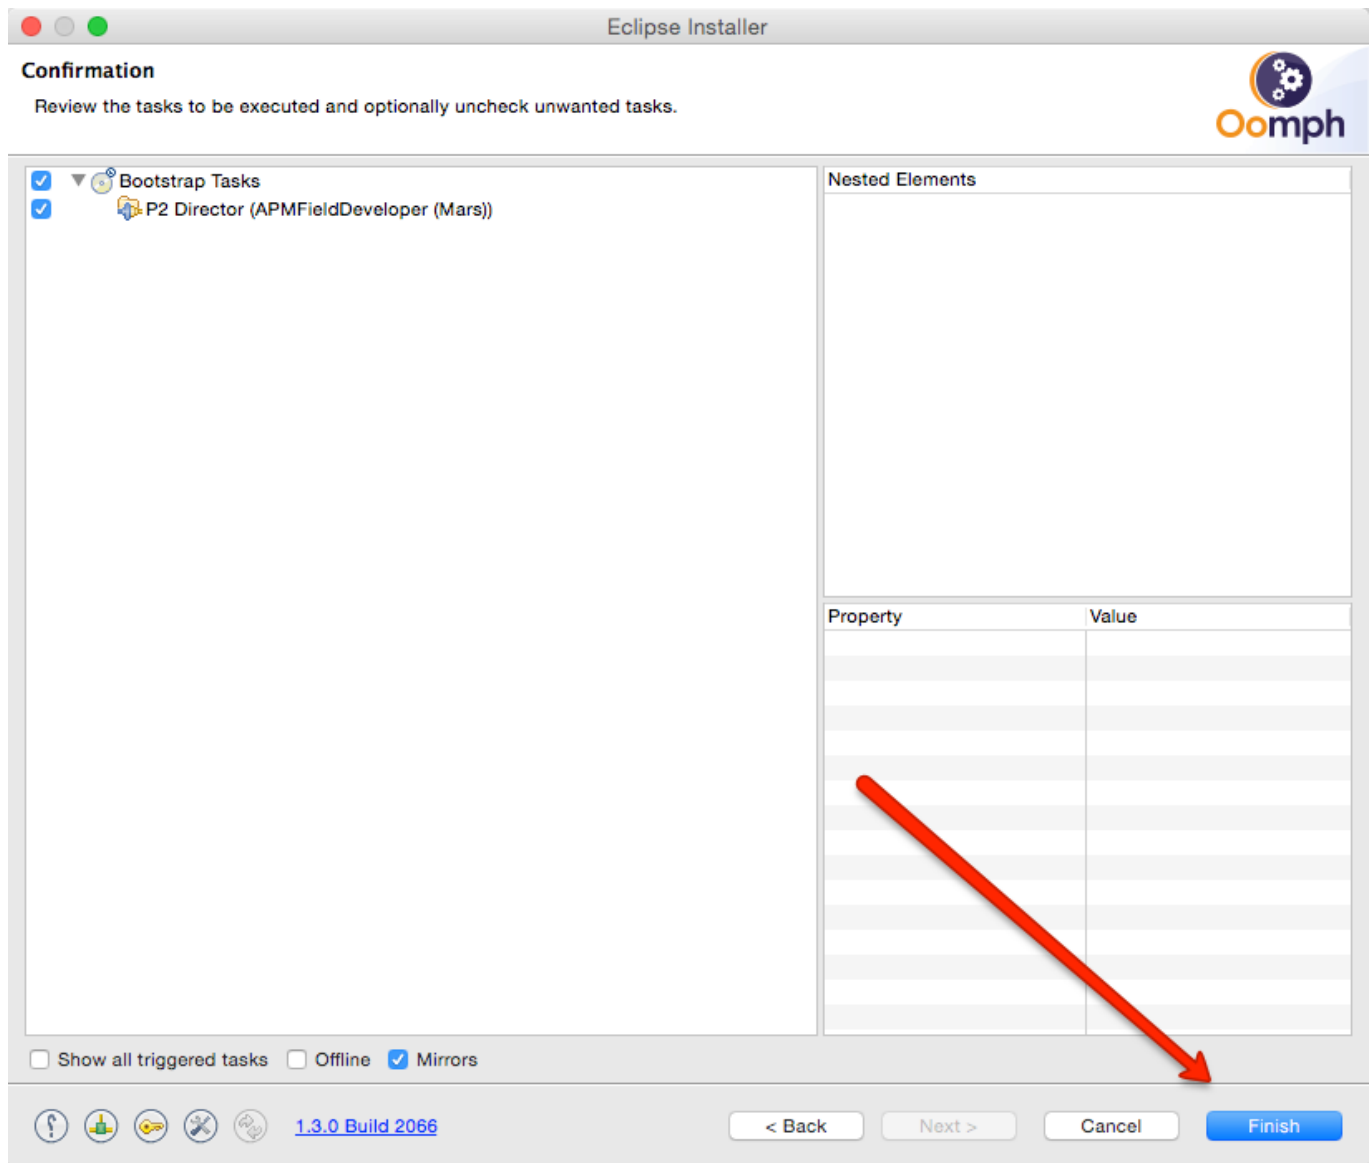 Eclipse Installer
Confirmation
Review the tasks to be executed and optionally uncheck unwanted tasks.
Oomph
Bootstrap Tasks
P2 Director (APMFieldDeveloper (Mars))
Nested Elements
Property Value
Show all triggered tasks Offline Mirrors
? 1.3.0 Build 2066 < Back Next > Cancel Finish